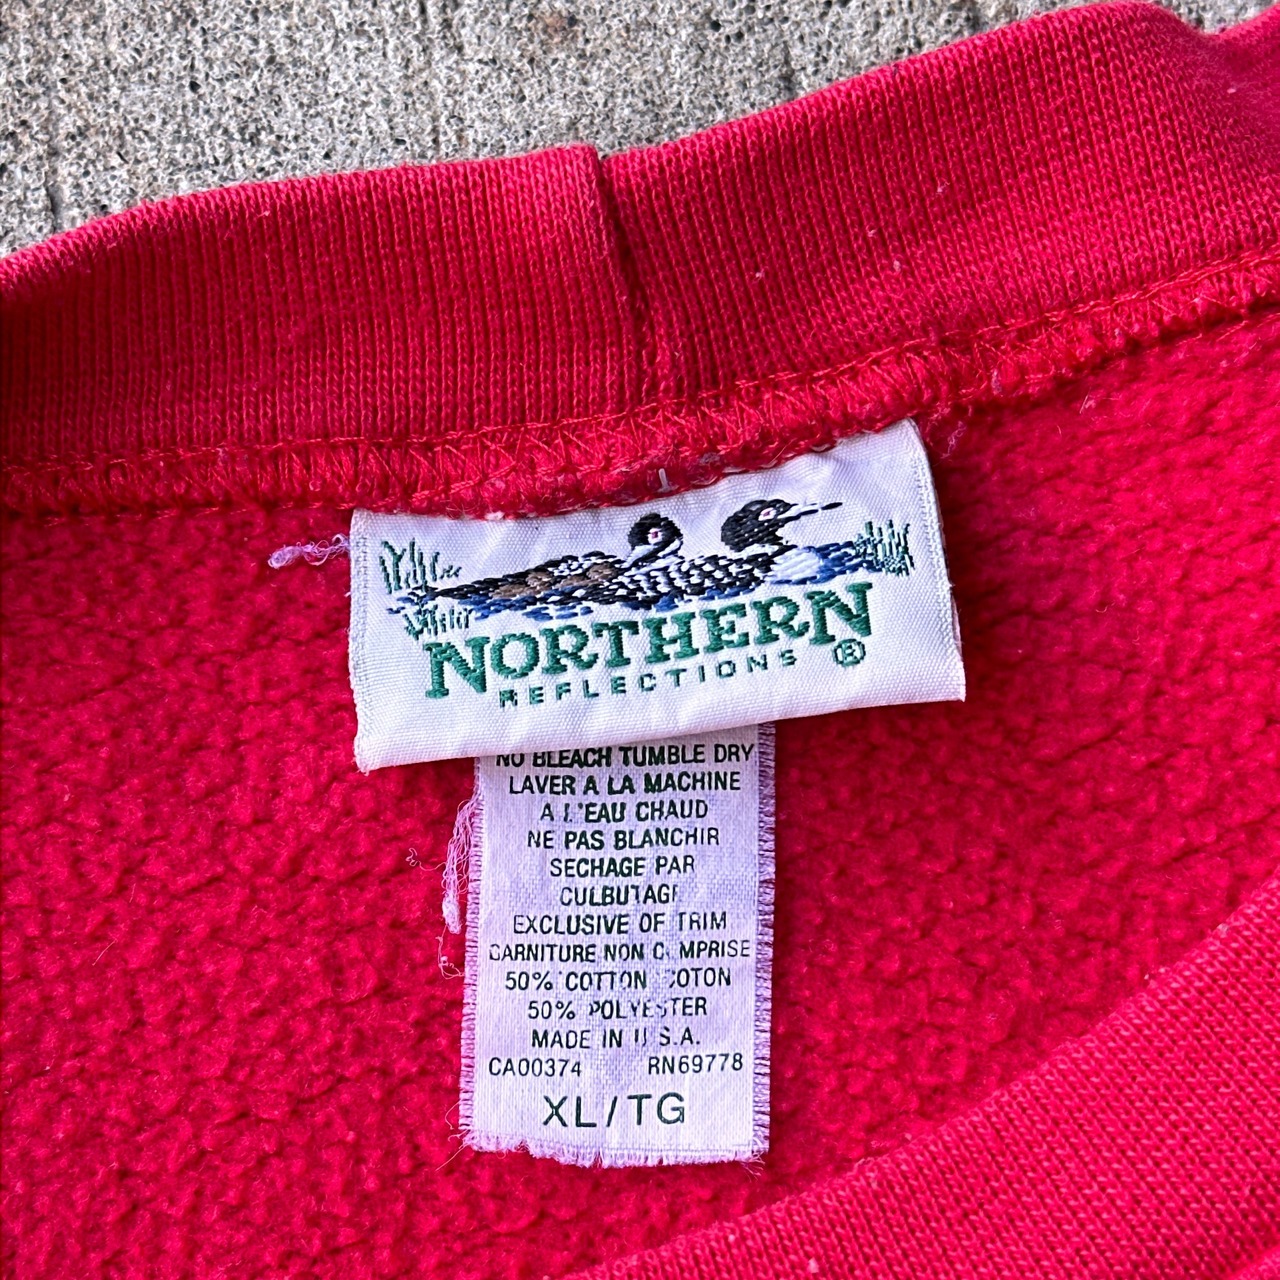 NORTHERN
REFLECTIONS ®
NO BLEACH TUMBLE DRY
LAVER A LA MACHINE
A L'EAU CHAUD
NE PAS BLANCHIR
SECHAGE PAR
CULBUTAGE
EXCLUSIVE OF TRIM
GARNITURE NON COMPRISE
50% COTTON COTON
50% POLYESTER
MADE IN U.S.A.
CA00374 RN69778
XL/TG